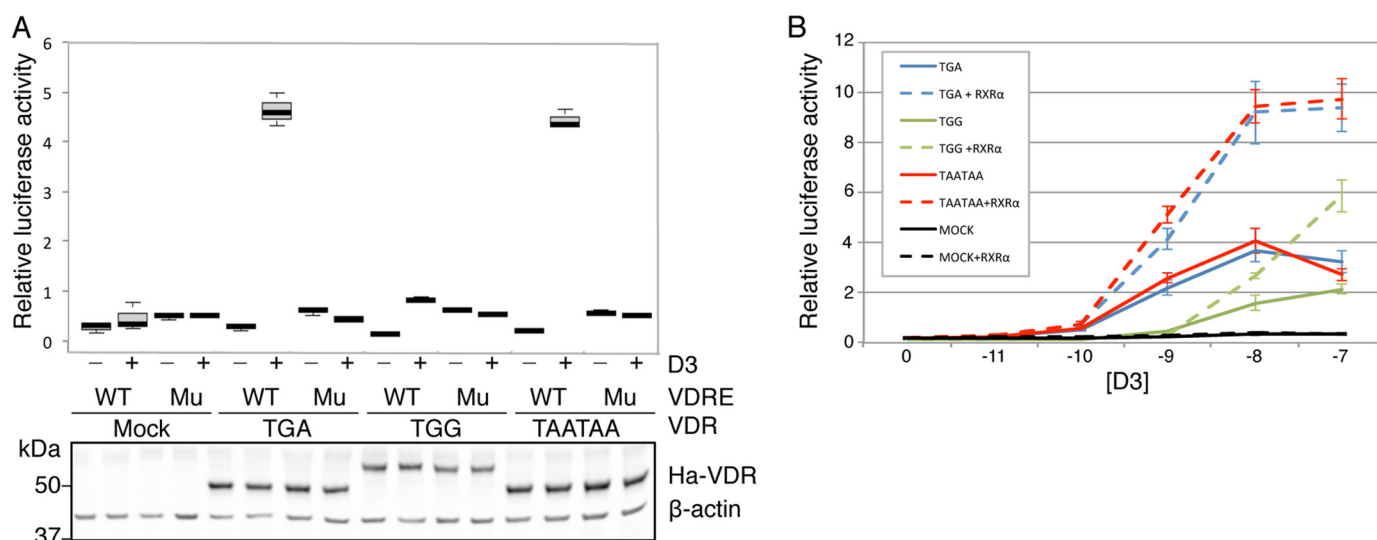 A
Relative luciferase activity
6
5
4
3
2
1
0
– + – + – + – + – + – + – + – + D3
WT Mu WT Mu WT Mu WT Mu VDRE
Mock TGA TGG TAATAA VDR
kDa
50
37
Ha-VDR
β-actin
B
Relative luciferase activity
12
10
8
6
4
2
0
TGA
TGA + RXRα
TGG
TGG +RXRα
TAATAA
TAATAA+RXRα
MOCK
MOCK+RXRα
0 -11 -10 -9 -8 -7
[D3]